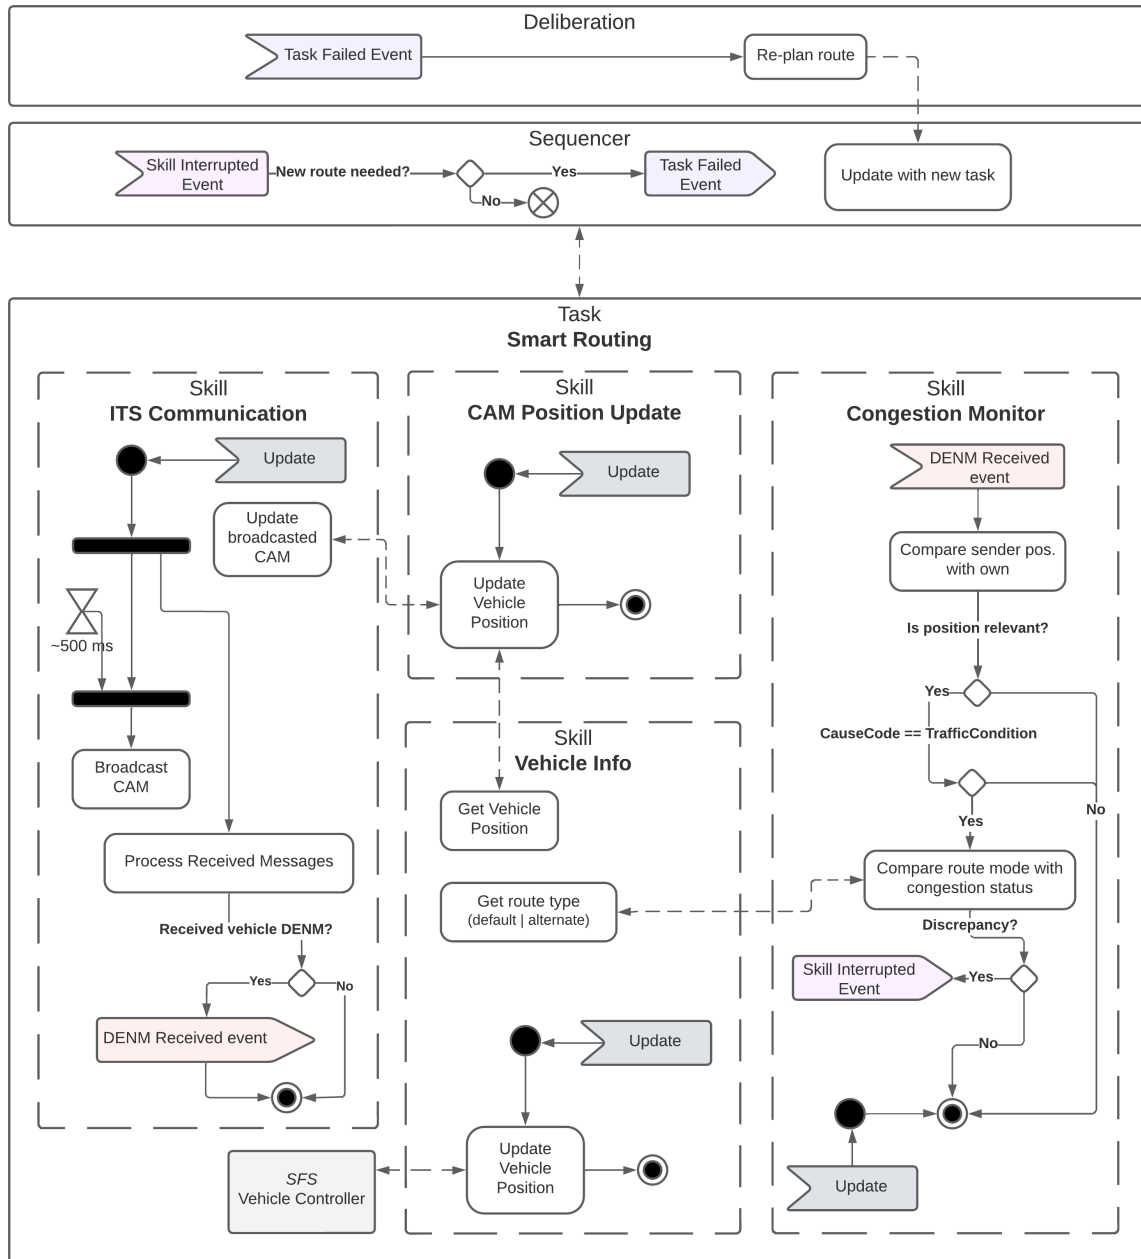 Deliberation
Task Failed Event
Re-plan route
Sequencer
Skill Interrupted
Event
New route needed?
Yes
No
Task Failed
Event
Update with new task
Task
Smart Routing
Skill
ITS Communication
Update
Update
broadcasted
CAM
~500 ms
Broadcast
CAM
Process Received Messages
Received vehicle DENM?
Yes
No
DENM Received event
Skill
CAM Position Update
Update
Update
Vehicle
Position
Skill
Vehicle Info
Get Vehicle
Position
Get route type
(default | alternate)
Update
Update
Vehicle
Position
SFS
Vehicle Controller
Skill
Congestion Monitor
DENM Received
event
Compare sender pos.
with own
Is position relevant?
Yes
CauseCode == TrafficCondition
No
Yes
Compare route mode with
congestion status
Discrepancy?
Skill Interrupted
Event
Yes
No
Update